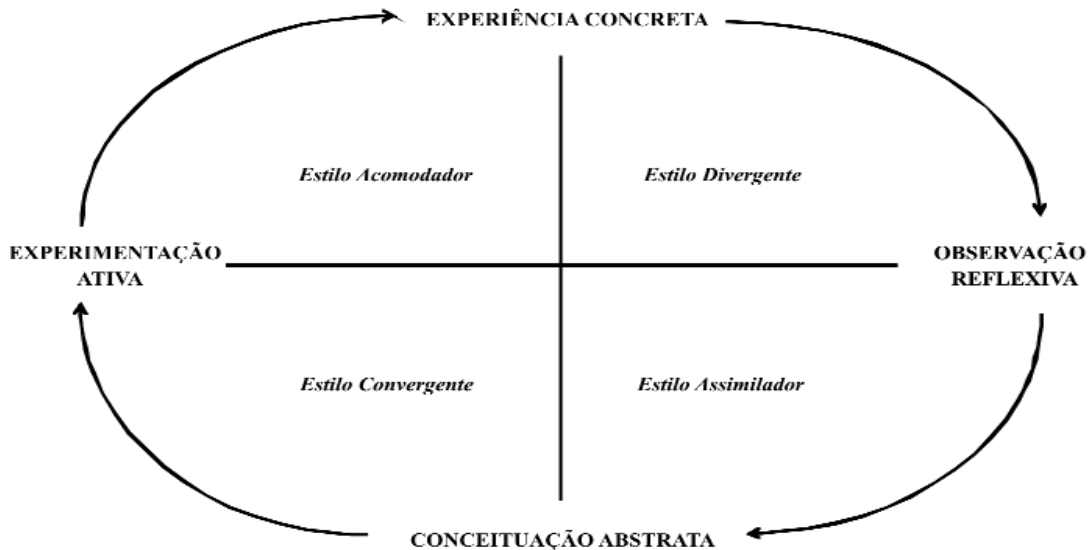 EXPERIÊNCIA CONCRETA
Estilo Acomodador
Estilo Divergente
EXPERIMENTAÇÃO
ATIVA
OBSERVAÇÃO
REFLEXIVA
Estilo Convergente
Estilo Assimilador
CONCEITUAÇÃO ABSTRATA